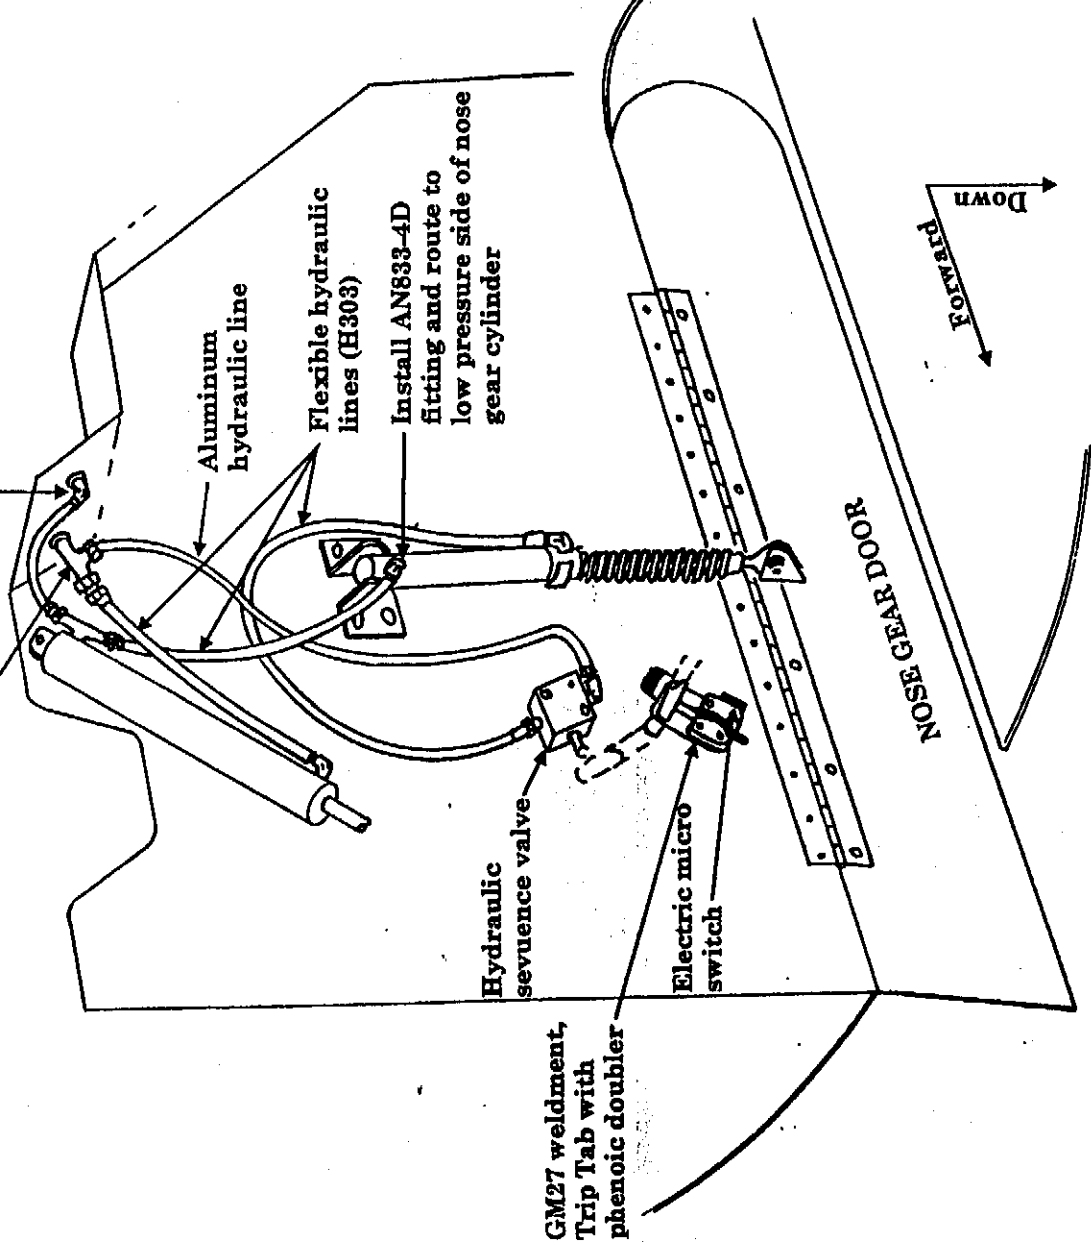 Aluminum
hydraulic line
Flexible hydraulic
lines (H303)
Install AN833-4D
fitting and route to
low pressure side of nose
gear cylinder
Hydraulic
sevuence valve
Electric micro
switch
GM27 weldment,
Trip Tab with
phenoic doubler
NOSE GEAR DOOR
Forward
Down